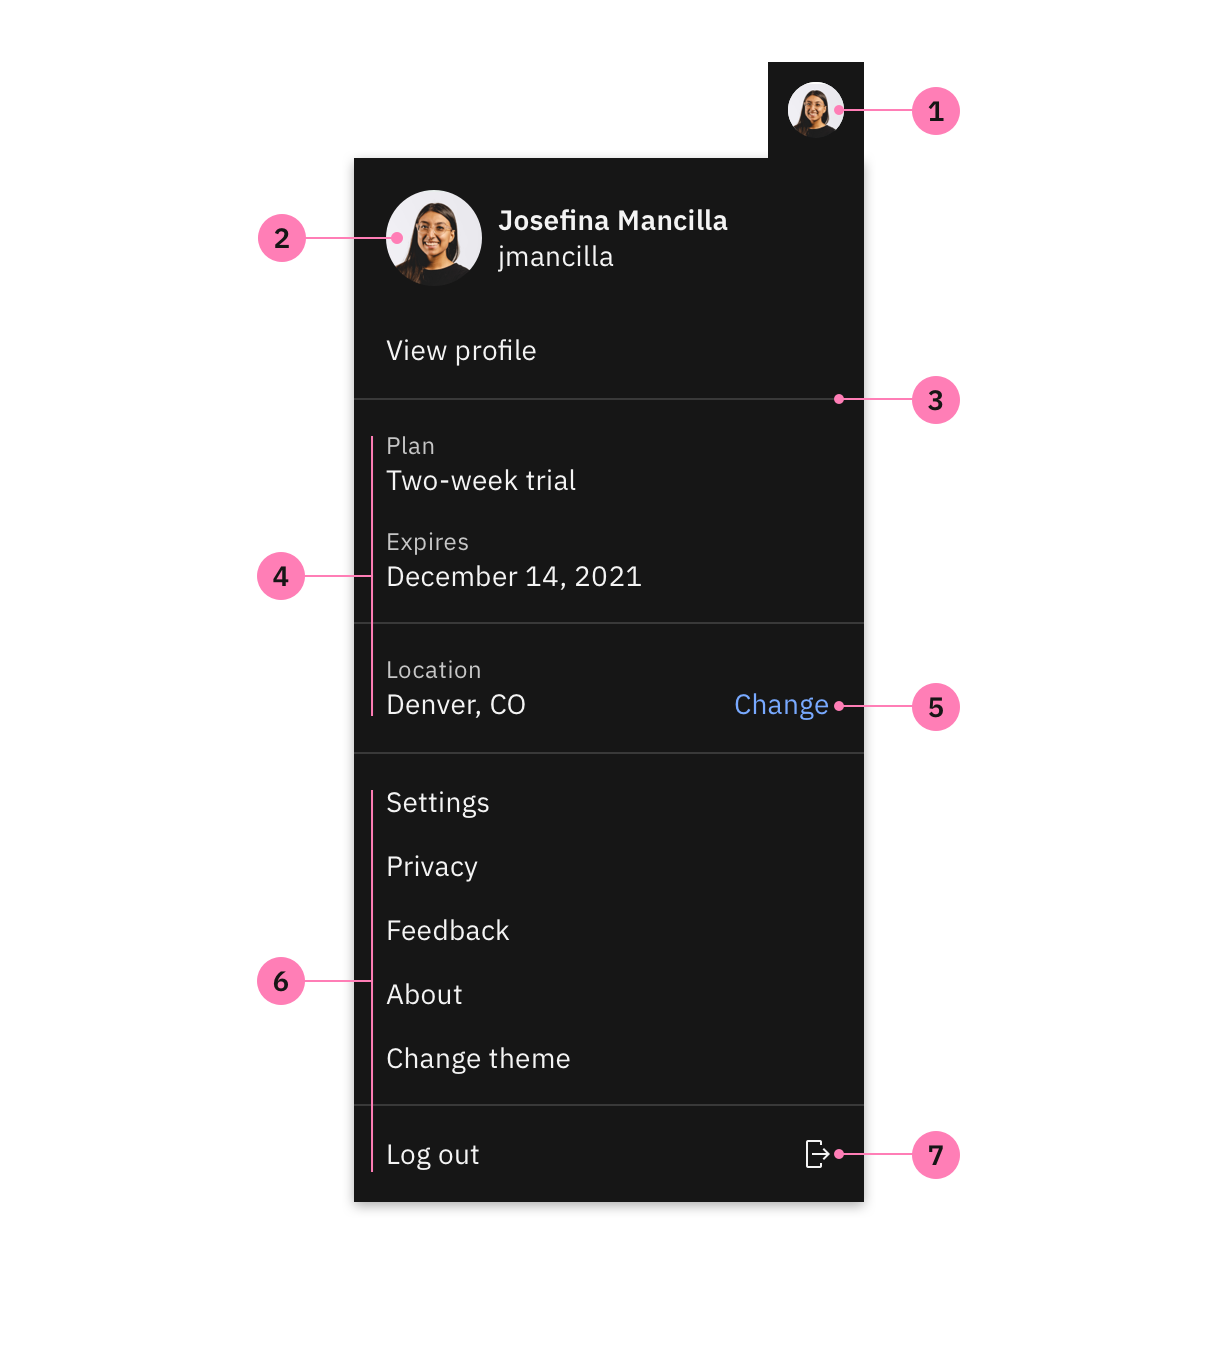 1
2
Josefina Mancilla
jmancilla
View profile
3
Plan
Two-week trial
Expires
December 14, 2021
4
Location
Denver, CO
Change
5
Settings
Privacy
Feedback
6
About
Change theme
Log out
7